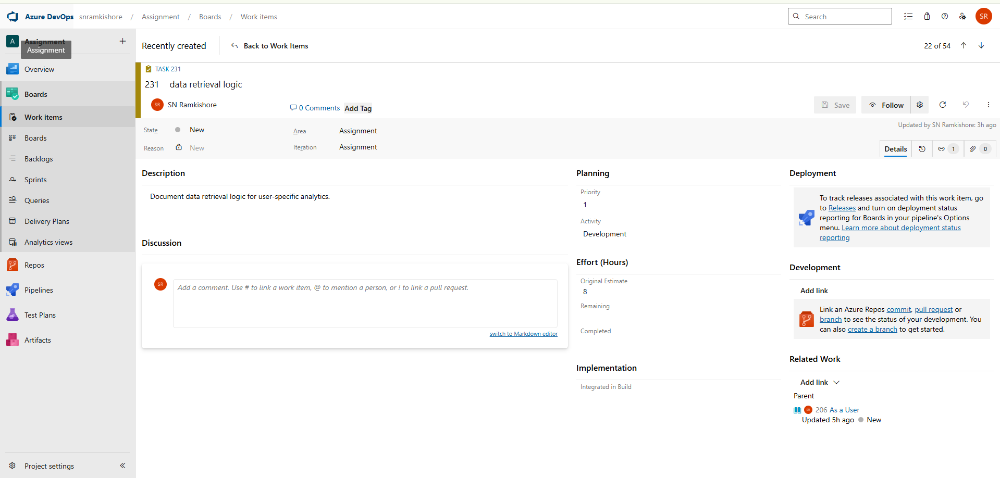 Azure DevOps snramkishore / Assignment / Boards / Work items Search SR
A Assignment +
Assignment
Overview
Boards
Work items
Boards
Backlogs
Sprints
Queries
Delivery Plans
Analytics views
Repos
Pipelines
Test Plans
Artifacts
Project settings
Recently created Back to Work Items 22 of 54
TASK 231
231 data retrieval logic
SR SN Ramkishore 0 Comments Add Tag Save Follow
Updated by SN Ramkishore: 3h ago
State New Area Assignment
Reason New Iteration Assignment
Details 1 0
Description
Document data retrieval logic for user-specific analytics.
Discussion
SR
Add a comment. Use # to link a work item, @ to mention a person, or ! to link a pull request.
switch to Markdown editor
Planning
Priority
1
Activity
Development
Effort (Hours)
Original Estimate
8
Remaining
Completed
Implementation
Integrated in Build
Deployment
To track releases associated with this work item, go
to Releases and turn on deployment status
reporting for Boards in your pipeline's Options
menu. Learn more about deployment status
reporting
Development
Add link
Link an Azure Repos commit, pull request or
branch to see the status of your development. You
can also create a branch to get started.
Related Work
Add link
Parent
SR 206 As a User
Updated 5h ago New